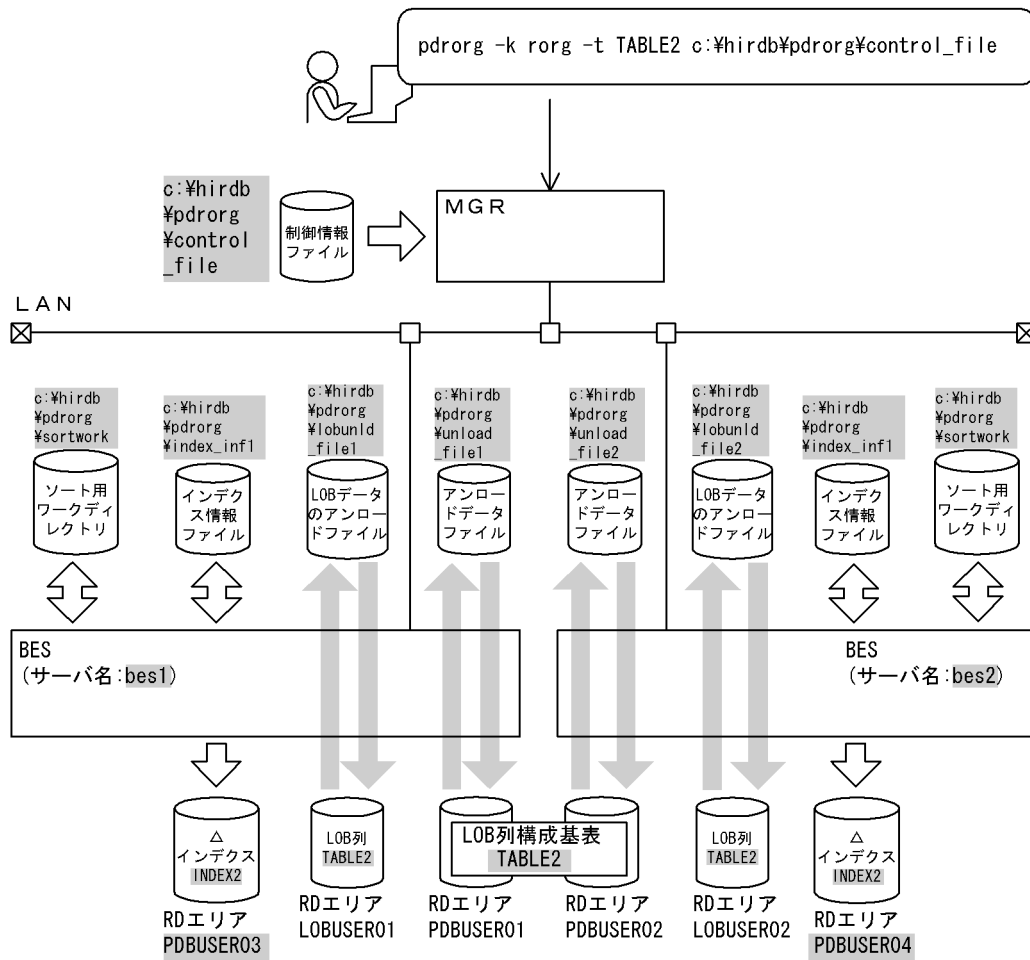 pdrorg -k rorg -t TABLE2 c:¥hirdb¥pdrorg¥control_file
c:¥hirdb
¥pdrorg
¥control
_file
制御情報
ファイル
MGR
LAN
c:¥hirdb
¥pdrorg
¥sortwork
c:¥hirdb
¥pdrorg
¥index_inf1
c:¥hirdb
¥pdrorg
¥lobunld
_file1
c:¥hirdb
¥pdrorg
¥unload
_file1
c:¥hirdb
¥pdrorg
¥unload
_file2
c:¥hirdb
¥pdrorg
¥lobunld
_file2
c:¥hirdb
¥pdrorg
¥index_inf1
c:¥hirdb
¥pdrorg
¥sortwork
ソート用
ワークディ
レクトリ
インデク
ス情報
ファイル
LOBデータ
のアンロー
ドファイル
アンロー
ドデータ
ファイル
アンロー
ドデータ
ファイル
LOBデータ
のアンロー
ドファイル
インデク
ス情報
ファイル
ソート用
ワークディ
レクトリ
BES
(サーバ名:bes1)
BES
(サーバ名:bes2)
△
インデクス
INDEX2
LOB列
TABLE2
LOB列構成基表
TABLE2
LOB列
TABLE2
△
インデクス
INDEX2
RDエリア
PDBUSER03
RDエリア
LOBUSER01
RDエリア
PDBUSER01
RDエリア
PDBUSER02
RDエリア
LOBUSER02
RDエリア
PDBUSER04